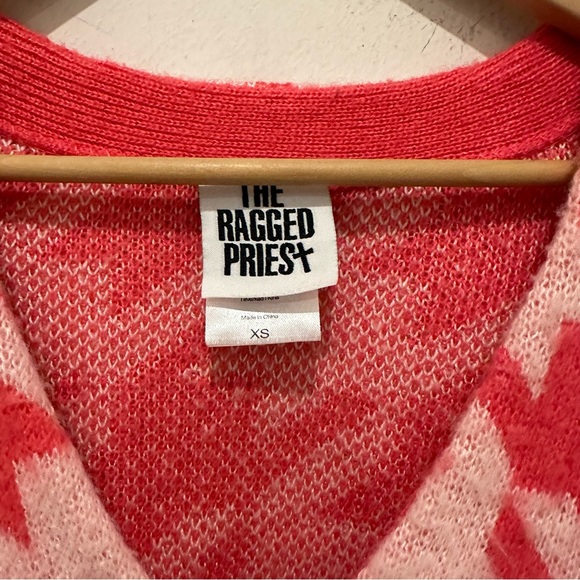 THE
RAGGED
PRIEST
Made in China
XS